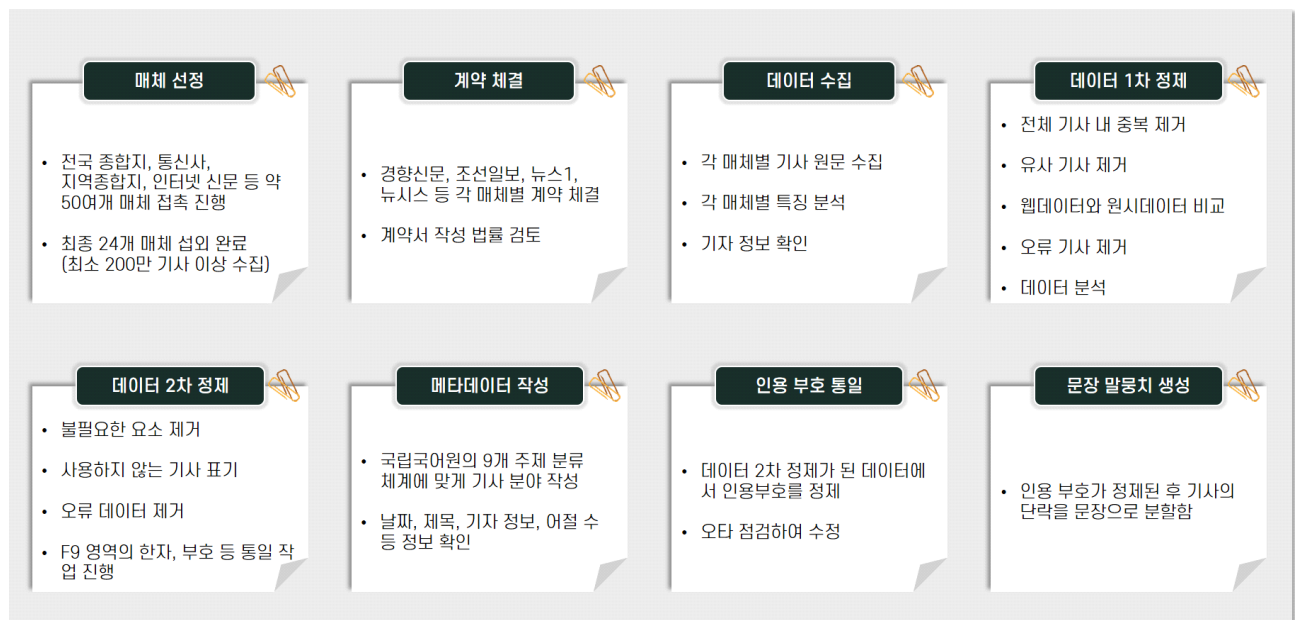 매체 선정
• 전국 종합지, 통신사,
지역종합지, 인터넷 신문 등 약
50여개 매체 접촉 진행
• 최종 24개 매체 섭외 완료
(최소 200만 기사 이상 수집)
계약 체결
• 경향신문, 조선일보, 뉴스1,
뉴시스 등 각 매체별 계약 체결
• 계약서 작성 법률 검토
데이터 수집
• 각 매체별 기사 원문 수집
• 각 매체별 특징 분석
• 기자 정보 확인
데이터 1차 정제
• 전체 기사 내 중복 제거
• 유사 기사 제거
• 웹데이터와 원시데이터 비교
• 오류 기사 제거
• 데이터 분석
데이터 2차 정제
• 불필요한 요소 제거
• 사용하지 않는 기사 표기
• 오류 데이터 제거
• F9 영역의 한자, 부호 등 통일 작
업 진행
메타데이터 작성
• 국립국어원의 9개 주제 분류
체계에 맞게 기사 분야 작성
• 날짜, 제목, 기자 정보, 어절 수
등 정보 확인
인용 부호 통일
• 데이터 2차 정제가 된 데이터에
서 인용부호를 정제
• 오타 점검하여 수정
문장 말뭉치 생성
• 인용 부호가 정제된 후 기사의
단락을 문장으로 분할함